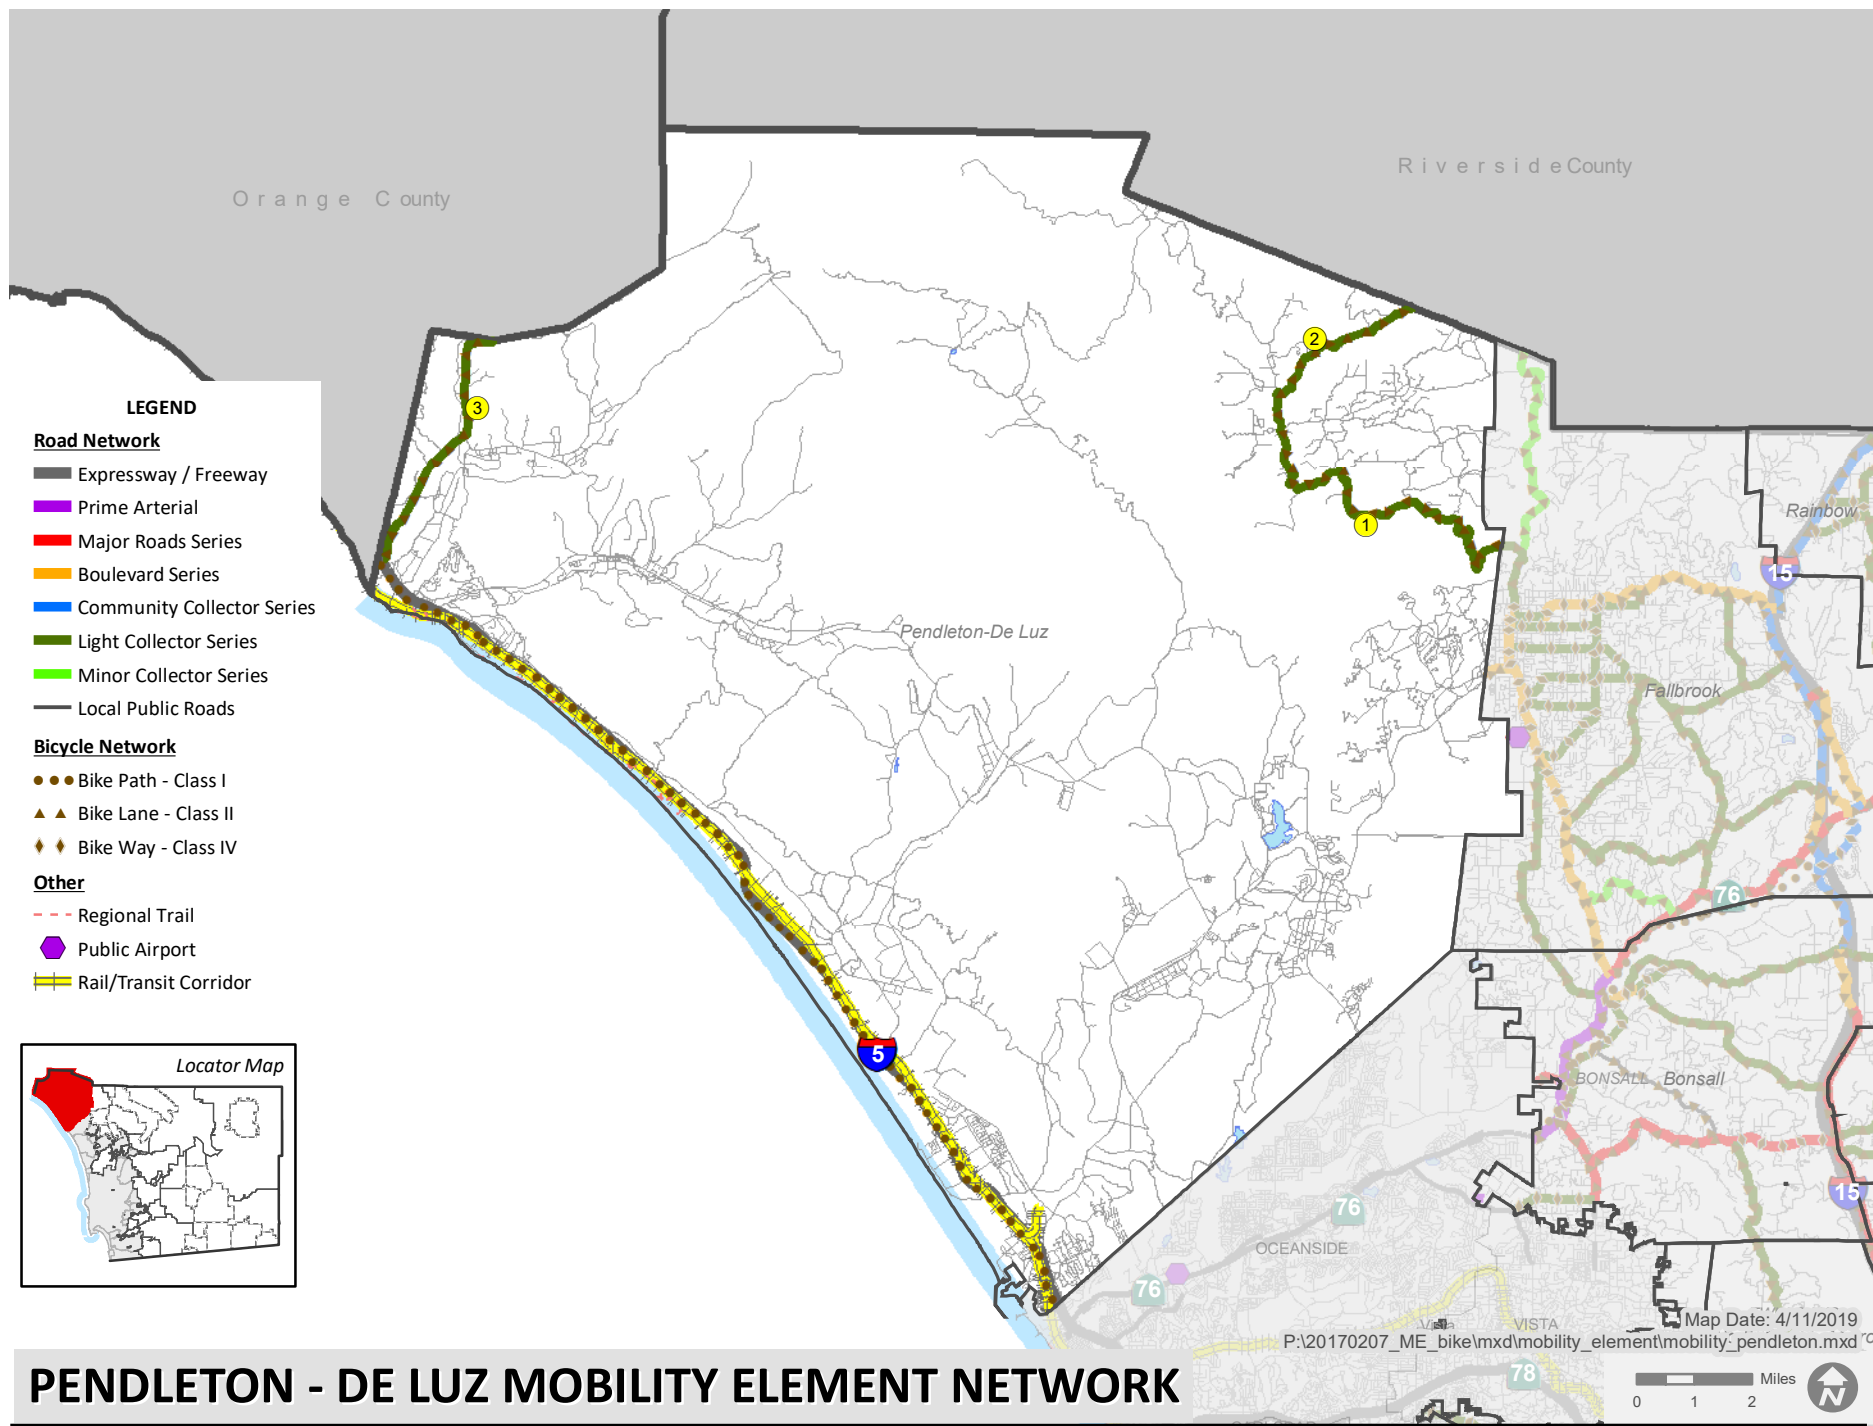 Orange County
Riverside County
2
3
1
LEGEND
Road Network
Expressway / Freeway
Prime Arterial
Major Roads Series
Boulevard Series
Community Collector Series
Light Collector Series
Minor Collector Series
Local Public Roads
Bicycle Network
Bike Path - Class I
Bike Lane - Class II
Bike Way - Class IV
Other
Regional Trail
Public Airport
Rail/Transit Corridor
Rainbow
15
Pendleton-De Luz
Fallbrook
76
5
Locator Map
BONSALL
Bonsall
15
76
OCEANSIDE
76
Vista
VISTA
Map Date: 4/11/2019
P:\20170207_ME_bike\mxd\mobility_element\mobility_pendleton.mxd
PENDLETON - DE LUZ MOBILITY ELEMENT NETWORK
78
Miles
0 1 2
N